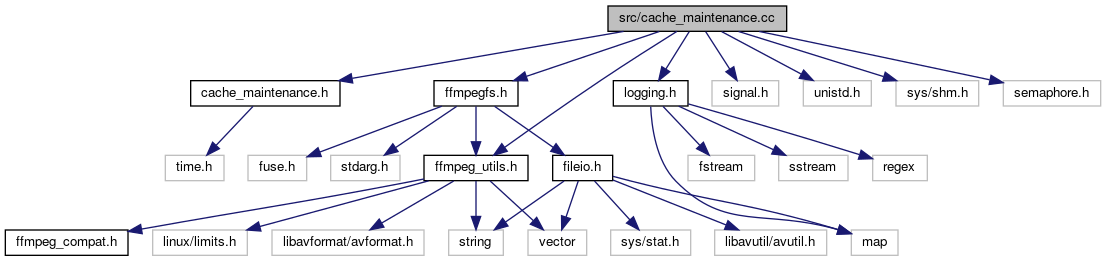 src/cache_maintenance.cc
cache_maintenance.h
ffmpegfs.h
logging.h
signal.h
unistd.h
sys/shm.h
semaphore.h
time.h
fuse.h
stdarg.h
ffmpeg_utils.h
fileio.h
fstream
sstream
regex
ffmpeg_compat.h
linux/limits.h
libavformat/avformat.h
string
vector
sys/stat.h
libavutil/avutil.h
map